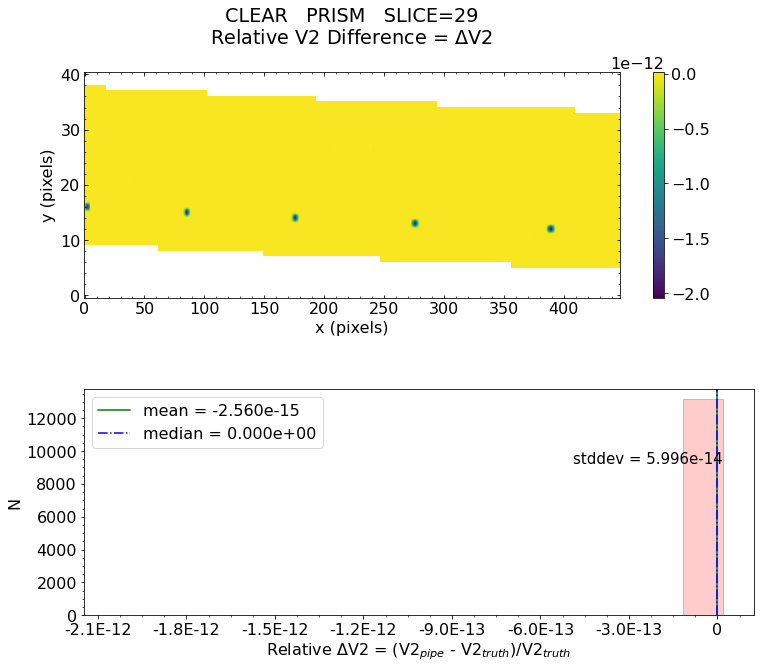 CLEAR PRISM SLICE=29
Relative V2 Difference = ΔV2
1e−12
40
30
20
10
0
y (pixels)
0 50 100 150 200 250 300 350 400
x (pixels)
0.0
−0.5
−1.0
−1.5
−2.0
mean = -2.560e-15
median = 0.000e+00
stddev = 5.996e-14
12000
10000
8000
6000
4000
2000
0
N
-2.1E-12 -1.8E-12 -1.5E-12 -1.2E-12 -9.0E-13 -6.0E-13 -3.0E-13 0
Relative ΔV2 = (V2pipe - V2truth)/V2truth